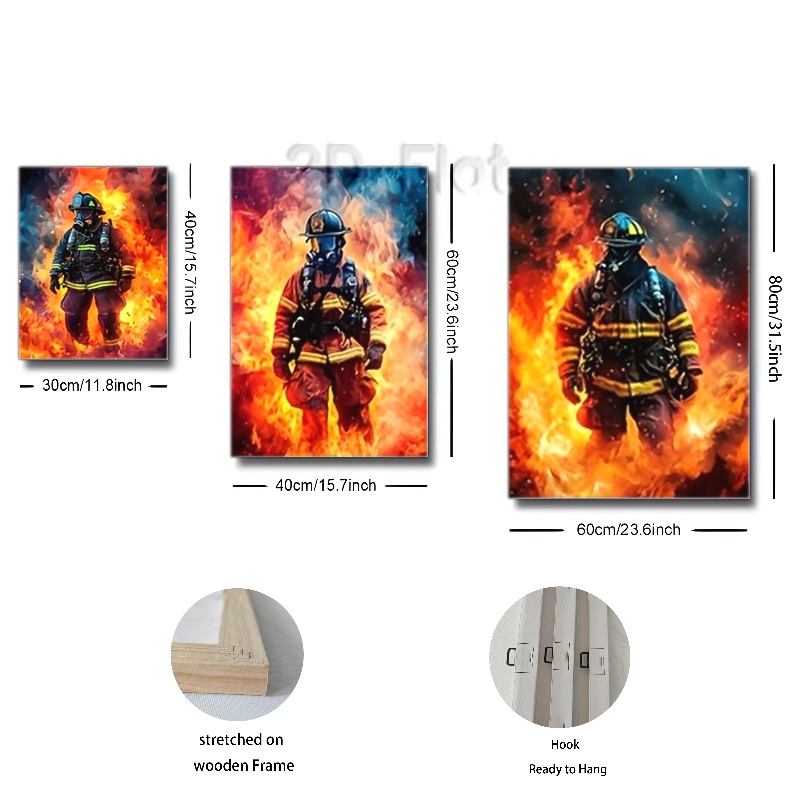 2D Flat
40cm/15.7inch
30cm/11.8inch
60cm/23.6inch
40cm/15.7inch
80cm/31.5inch
60cm/23.6inch
stretched on
wooden Frame
Hook
Ready to Hang